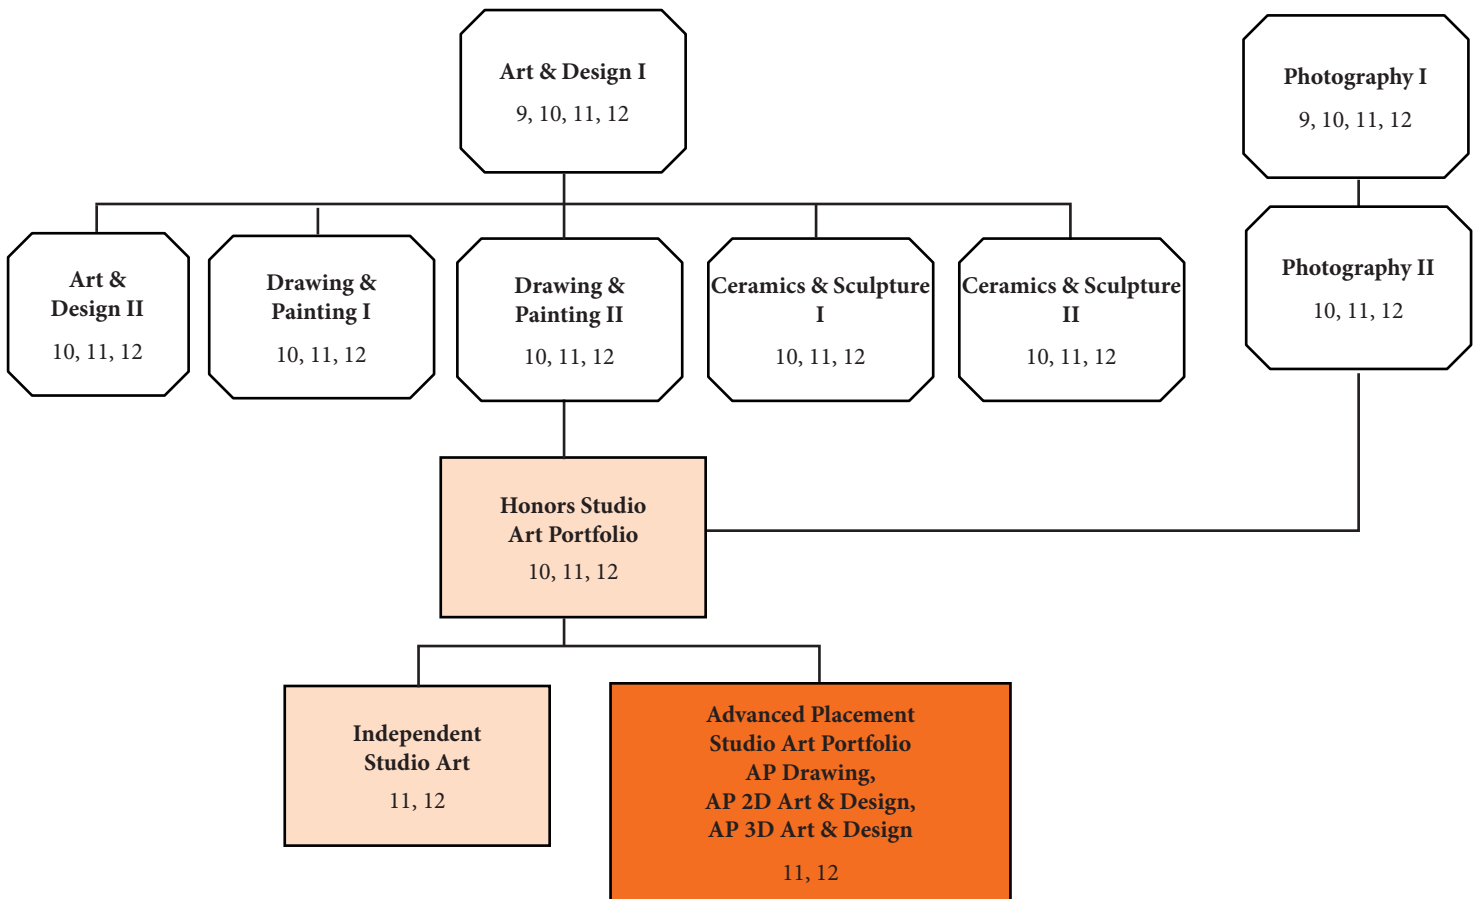 Art & Design I
9, 10, 11, 12
Photography I
9, 10, 11, 12
Art &
Design II
10, 11, 12
Drawing &
Painting I
10, 11, 12
Drawing &
Painting II
10, 11, 12
Ceramics & Sculpture
I
10, 11, 12
Ceramics & Sculpture
II
10, 11, 12
Photography II
10, 11, 12
Honors Studio
Art Portfolio
10, 11, 12
Independent
Studio Art
11, 12
Advanced Placement
Studio Art Portfolio
AP Drawing,
AP 2D Art & Design,
AP 3D Art & Design
11, 12